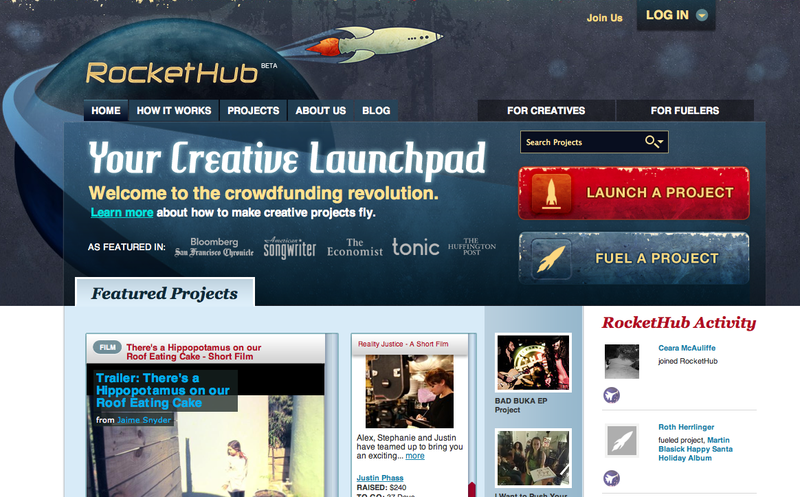 Join Us
LOG IN
ROCKETHUB BETA
HOME
HOW IT WORKS
PROJECTS
ABOUT US
BLOG
FOR CREATIVES
FOR FUELERS
Your Creative Launchpad
Welcome to the crowdfunding revolution.
Learn more about how to make creative projects fly.
Search Projects
LAUNCH A PROJECT
FUEL A PROJECT
AS FEATURED IN:
Bloomberg
San Francisco Chronicle
American
songwriter
The
Economist
tonic
THE
HUFFINGTON
POST
Featured Projects
FILM
There's a Hippopotamus on our
Roof Eating Cake - Short Film
Trailer: There's a
Hippopotamus on our
Roof Eating Cake
from Jaime Snyder
Reality Justice - A Short Film
Alex, Stephanie and Justin
have teamed up to bring you
an exciting... more
Justin Phass
RAISED: $240
TO GO: 37 Days
BAD BUKA EP
Project
I Want to Push Your
RocketHub Activity
Ceara McAuliffe
joined RocketHub
Roth Herrlinger
fueled project, Martin
Blasick Happy Santa
Holiday Album